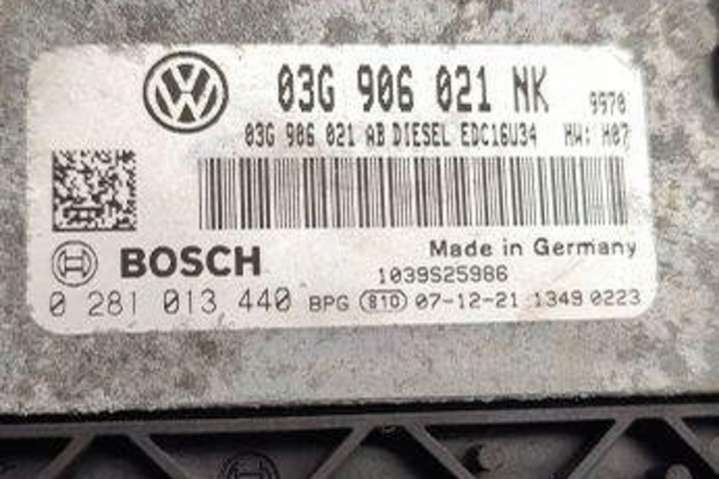 03G 906 021 NK 9970
03G 906 021 AB DIESEL EDC16U34 HW: H07
BOSCH
Made in Germany
1039S25986
0 281 013 440 BPG 810 07-12-21 1349 0223